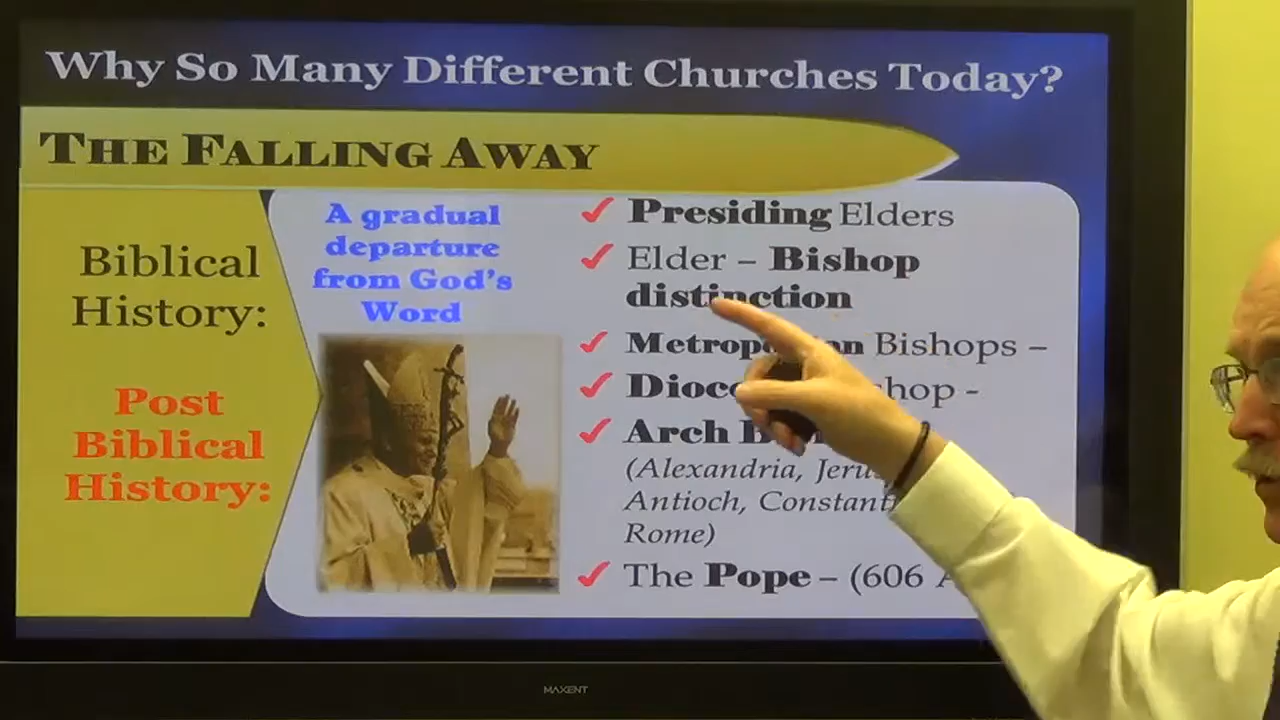 Why So Many Different Churches Today?
THE FALLING AWAY
Biblical
History:
Post
Biblical
History:
A gradual
departure
from God's
Word
✓ Presiding Elders
✓ Elder – Bishop
distinction
✓ Bishops –
✓ -
✓ Arch
(Alexandria,
Antioch,
Rome)
✓ The Pope – (606
MAXENT